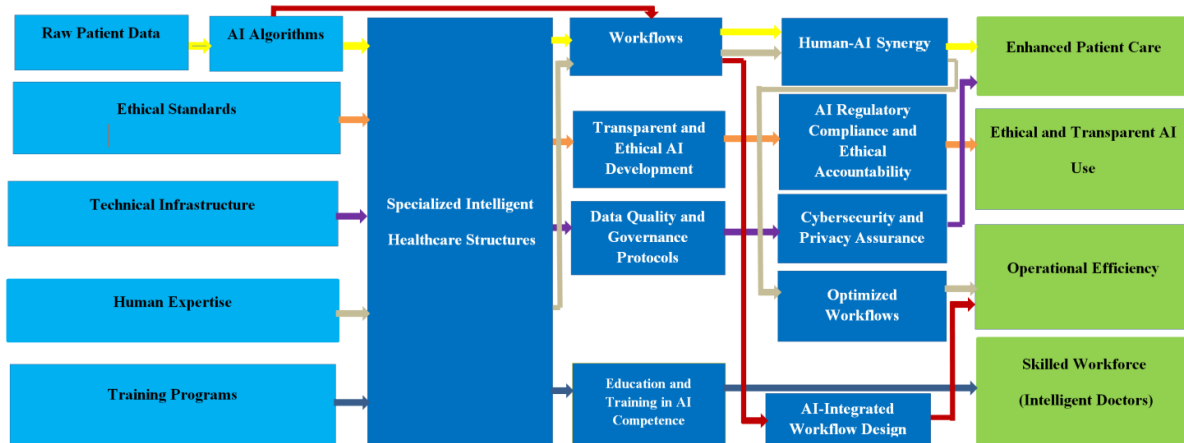 Raw Patient Data
AI Algorithms
Ethical Standards
Technical Infrastructure
Human Expertise
Training Programs
Specialized Intelligent
Healthcare Structures
Workflows
Transparent and
Ethical AI
Development
Data Quality and
Governance
Protocols
Education and
Training in AI
Competence
Human-AI Synergy
AI Regulatory
Compliance and
Ethical
Accountability
Cybersecurity and
Privacy Assurance
Optimized
Workflows
AI-Integrated
Workflow Design
Enhanced Patient Care
Ethical and Transparent AI
Use
Operational Efficiency
Skilled Workforce
(Intelligent Doctors)